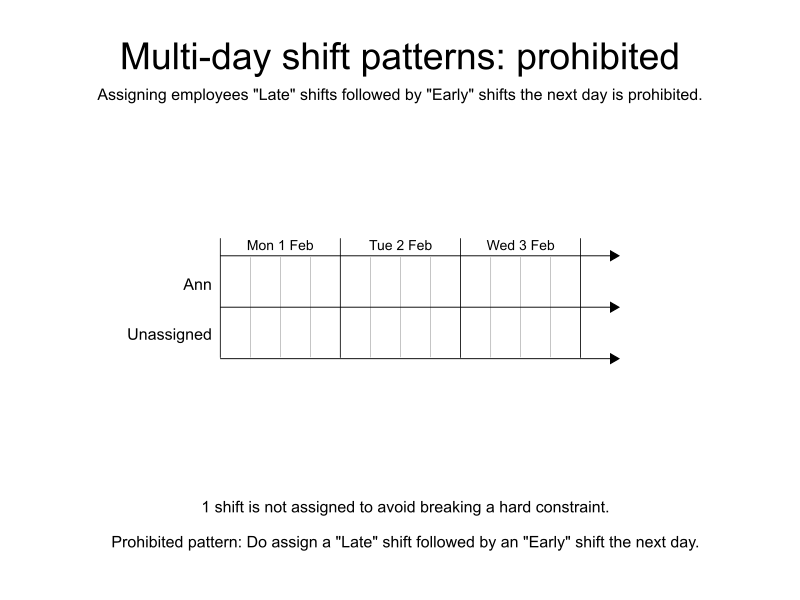 Multi-day shift patterns: prohibited
Assigning employees "Late" shifts followed by "Early" shifts the next day is prohibited.
Mon 1 Feb
Tue 2 Feb
Wed 3 Feb
Ann
Unassigned
1 shift is not assigned to avoid breaking a hard constraint.
Prohibited pattern: Do assign a "Late" shift followed by an "Early" shift the next day.